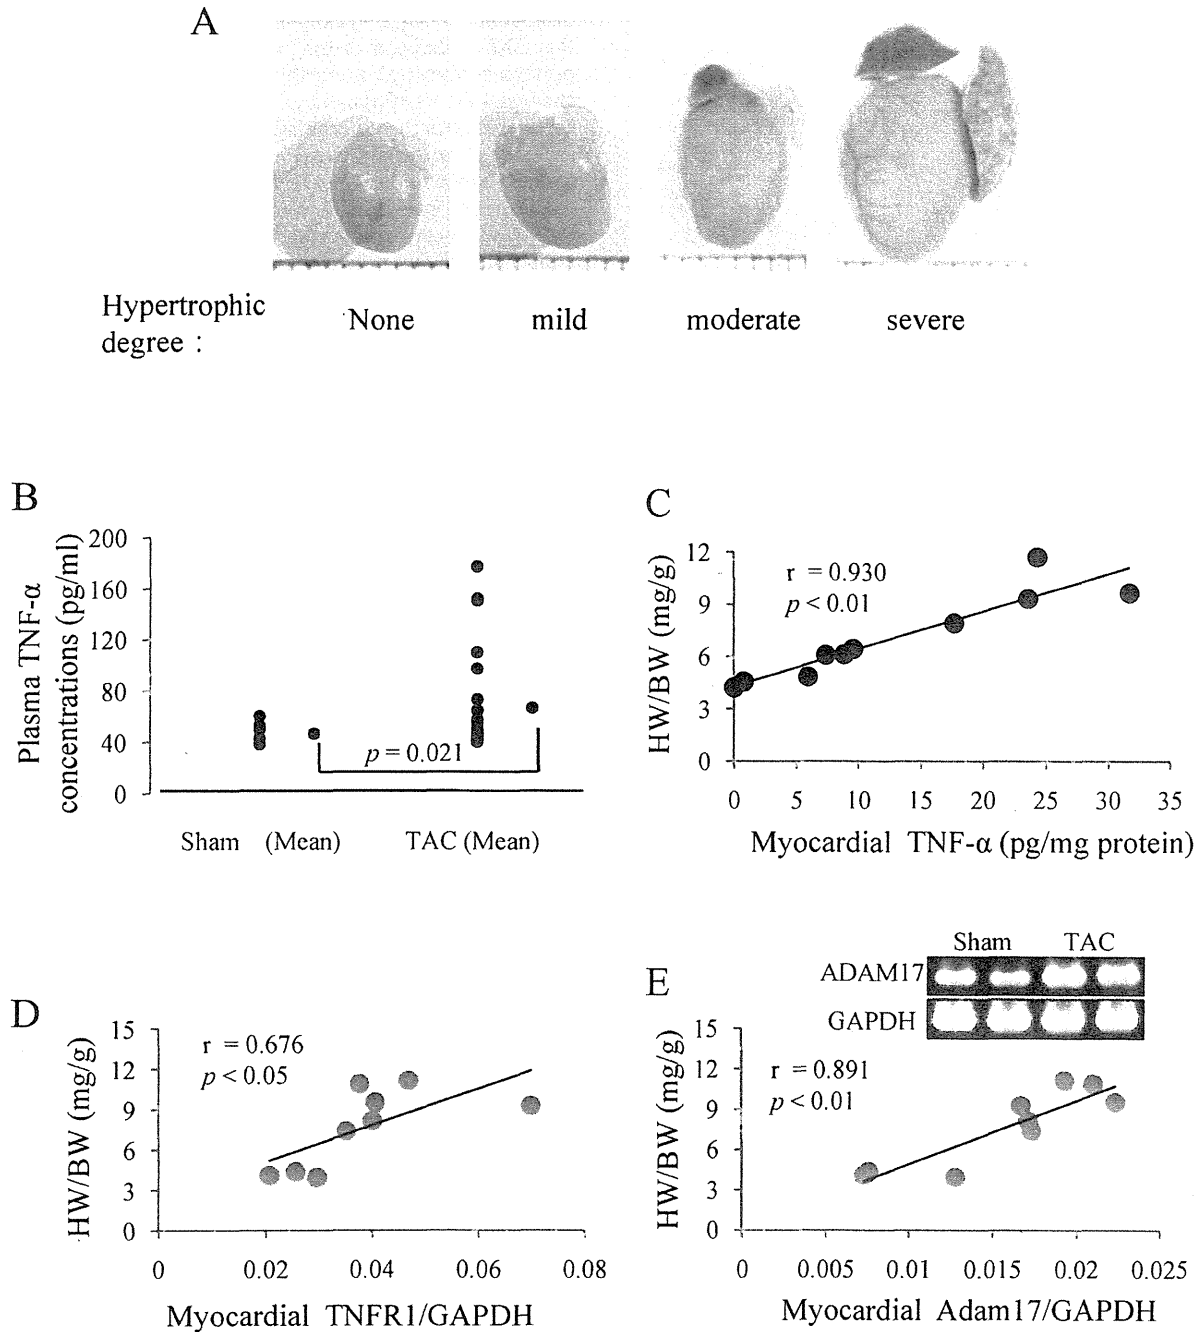 A
Hypertrophic degree :
None
mild
moderate
severe
B
Plasma TNF-α concentrations (pg/ml)
200
160
120
80
40
0
p = 0.021
Sham (Mean)
TAC (Mean)
C
HW/BW (mg/g)
12
9
6
3
0
r = 0.930
p < 0.01
0 5 10 15 20 25 30 35
Myocardial TNF-α (pg/mg protein)
D
HW/BW (mg/g)
15
12
9
6
3
0
r = 0.676
p < 0.05
0 0.02 0.04 0.06 0.08
Myocardial TNFR1/GAPDH
E
Sham TAC
ADAM17
GAPDH
HW/BW (mg/g)
15
12
9
6
3
0
r = 0.891
p < 0.01
0 0.005 0.01 0.015 0.02 0.025
Myocardial Adam17/GAPDH